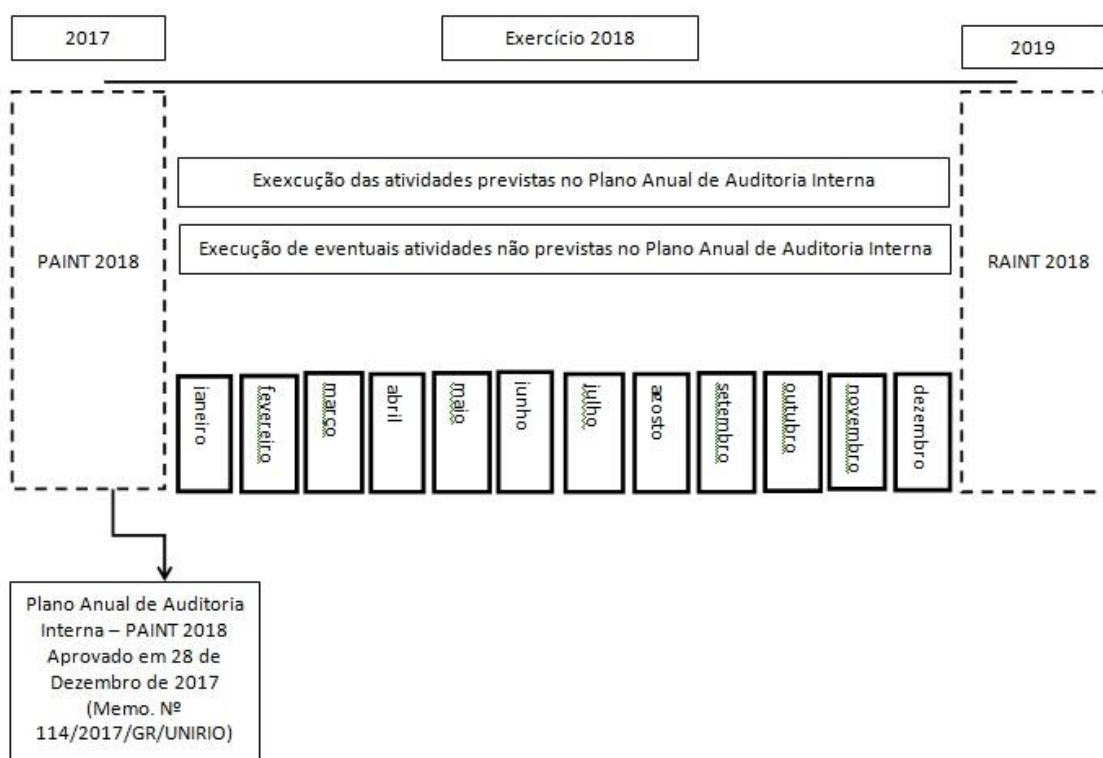 2017
Exercício 2018
2019
Exexcução das atividades previstas no Plano Anual de Auditoria Interna
Execução de eventuais atividades não previstas no Plano Anual de Auditoria Interna
PAINT 2018
RAINT 2018
janeiro
fevereiro
março
abril
maio
junho
julho
agosto
setembro
outubro
novembro
dezembro
Plano Anual de Auditoria
Interna – PAINT 2018
Aprovado em 28 de
Dezembro de 2017
(Memo. Nº
114/2017/GR/UNIRIO)